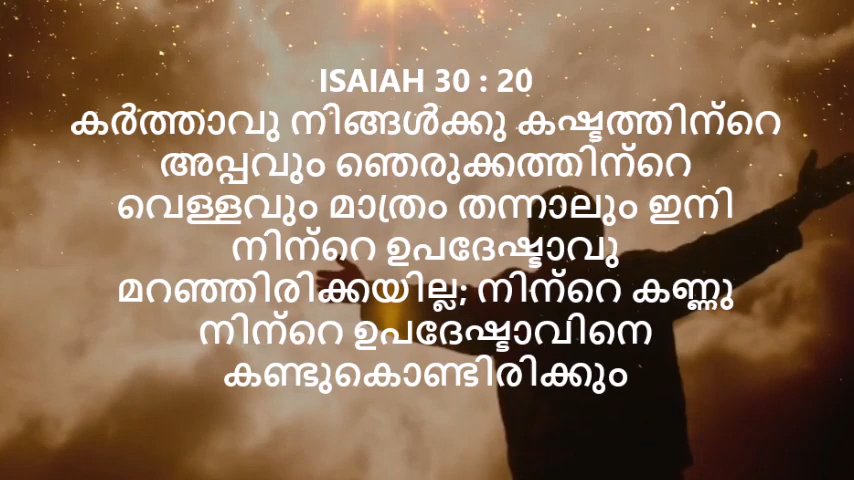 ISAIAH 30 : 20
കർത്താവു നിങ്ങൾക്കു കഷ്ടത്തിന്റെ
അപ്പവും ഞെരുക്കത്തിന്റെ
വെള്ളവും മാത്രം തന്നാലും ഇനി
നിന്റെ ഉപദേഷ്ടാവു
മറഞ്ഞിരിക്കയില്ല; നിന്റെ കണ്ണു
നിന്റെ ഉപദേഷ്ടാവിനെ
കണ്ടുകൊണ്ടിരിക്കും